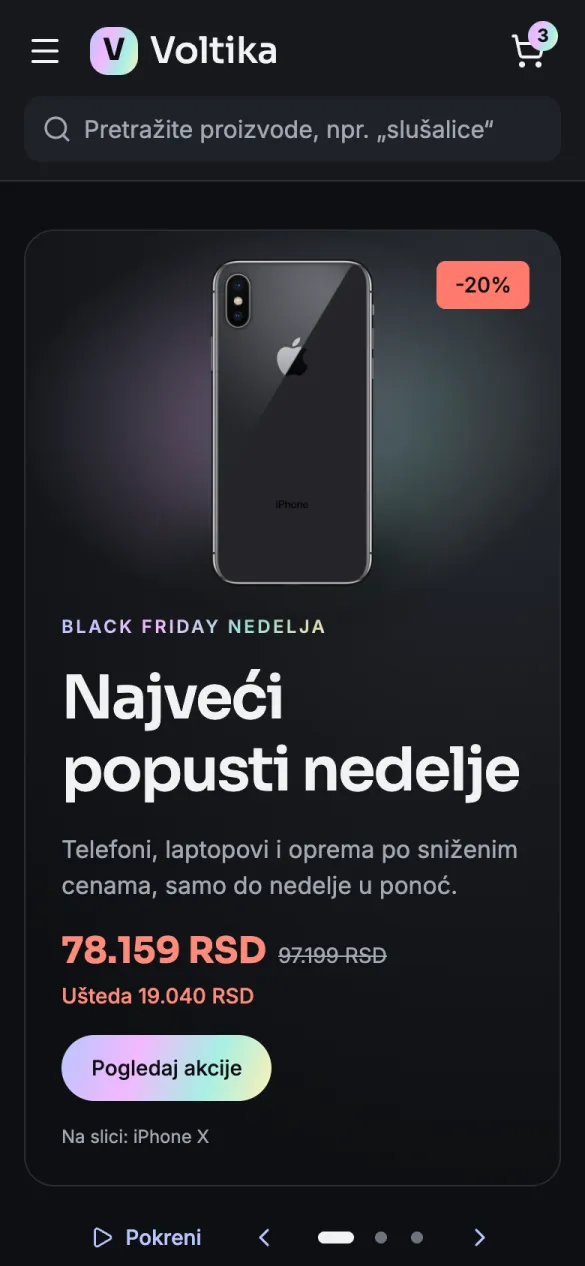 V Voltika
3
Pretražite proizvode, npr. „slušalice“
-20%
iPhone
BLACK FRIDAY NEDELJA
Najveći
popusti nedelje
Telefoni, laptopovi i oprema po sniženim
cenama, samo do nedelje u ponoć.
78.159 RSD 97.199 RSD
Ušteda 19.040 RSD
Pogledaj akcije
Na slici: iPhone X
Pokreni